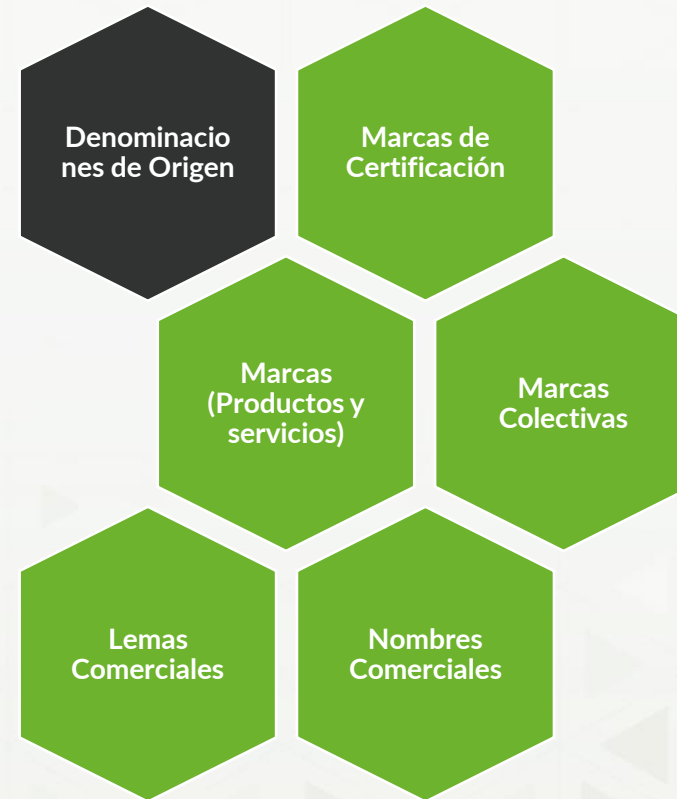 Denominacio
nes de Origen
Marcas de
Certificación
Marcas
(Productos y
servicios)
Marcas
Colectivas
Lemas
Comerciales
Nombres
Comerciales